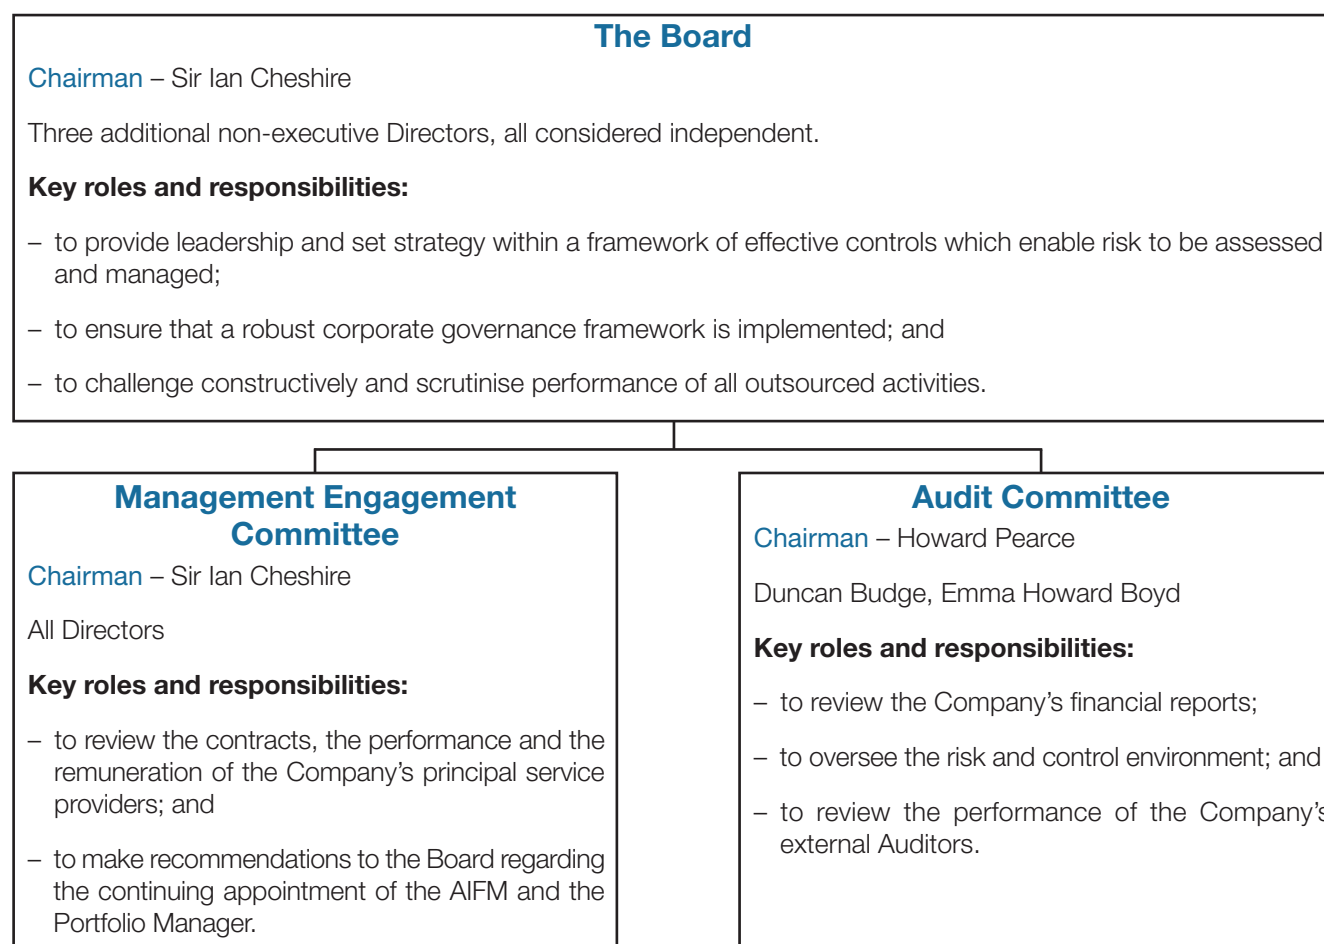 The Board
Chairman – Sir Ian Cheshire
Three additional non-executive Directors, all considered independent.
Key roles and responsibilities:
– to provide leadership and set strategy within a framework of effective controls which enable risk to be assessed
and managed;
– to ensure that a robust corporate governance framework is implemented; and
– to challenge constructively and scrutinise performance of all outsourced activities.
Management Engagement
Committee
Chairman – Sir Ian Cheshire
All Directors
Key roles and responsibilities:
– to review the contracts, the performance and the
remuneration of the Company's principal service
providers; and
– to make recommendations to the Board regarding
the continuing appointment of the AIFM and the
Portfolio Manager.
Audit Committee
Chairman – Howard Pearce
Duncan Budge, Emma Howard Boyd
Key roles and responsibilities:
– to review the Company's financial reports;
– to oversee the risk and control environment; and
– to review the performance of the Company's
external Auditors.